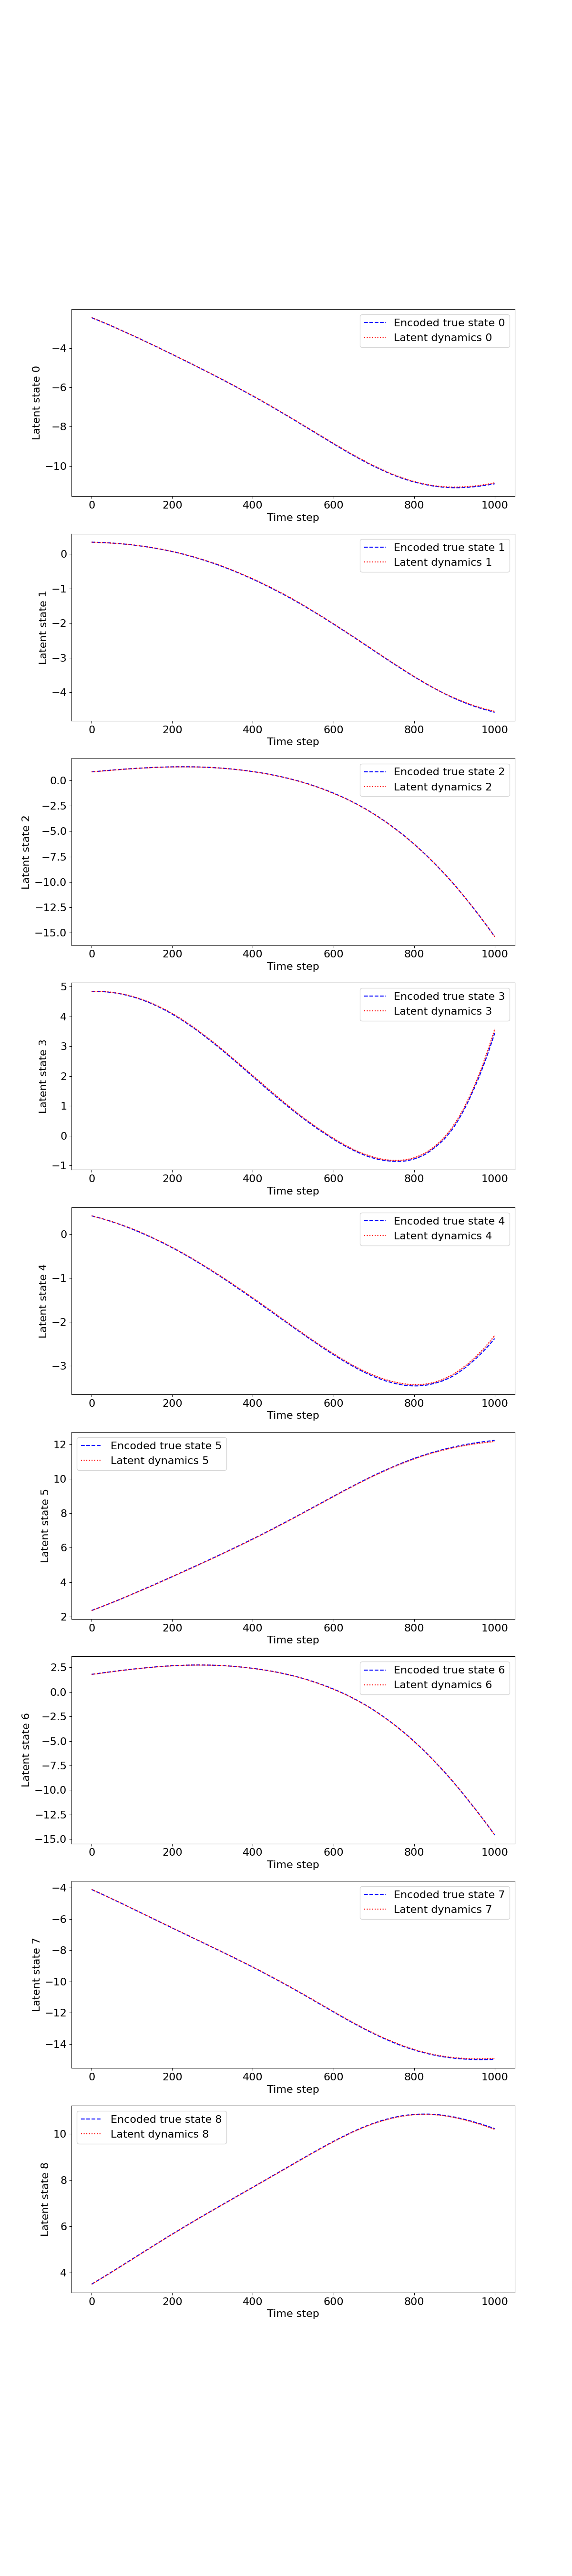 Encoded true state 0
Latent dynamics 0
−4
−6
−8
−10
Latent state 0
0 200 400 600 800 1000
Time step
Encoded true state 1
Latent dynamics 1
0
−1
−2
−3
−4
Latent state 1
0 200 400 600 800 1000
Time step
Encoded true state 2
Latent dynamics 2
0.0
−2.5
−5.0
−7.5
−10.0
−12.5
−15.0
Latent state 2
0 200 400 600 800 1000
Time step
Encoded true state 3
Latent dynamics 3
5
4
3
2
1
0
−1
Latent state 3
0 200 400 600 800 1000
Time step
Encoded true state 4
Latent dynamics 4
0
−1
−2
−3
Latent state 4
0 200 400 600 800 1000
Time step
Encoded true state 5
Latent dynamics 5
12
10
8
6
4
2
Latent state 5
0 200 400 600 800 1000
Time step
Encoded true state 6
Latent dynamics 6
2.5
0.0
−2.5
−5.0
−7.5
−10.0
−12.5
−15.0
Latent state 6
0 200 400 600 800 1000
Time step
Encoded true state 7
Latent dynamics 7
−4
−6
−8
−10
−12
−14
Latent state 7
0 200 400 600 800 1000
Time step
Encoded true state 8
Latent dynamics 8
10
8
6
4
Latent state 8
0 200 400 600 800 1000
Time step